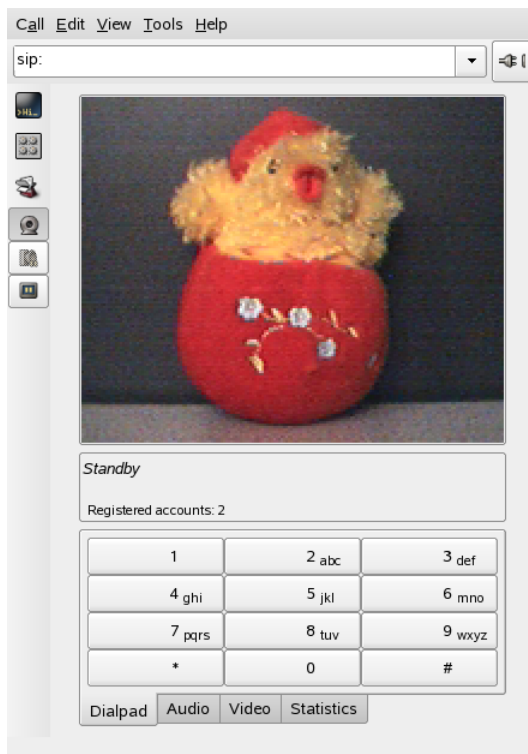 Call Edit View Tools Help
sip:
Standby
Registered accounts: 2
1 2 abc 3 def
4 ghi 5 jkl 6 mno
7 pqrs 8 tuv 9 wxyz
* 0 #
Dialpad Audio Video Statistics